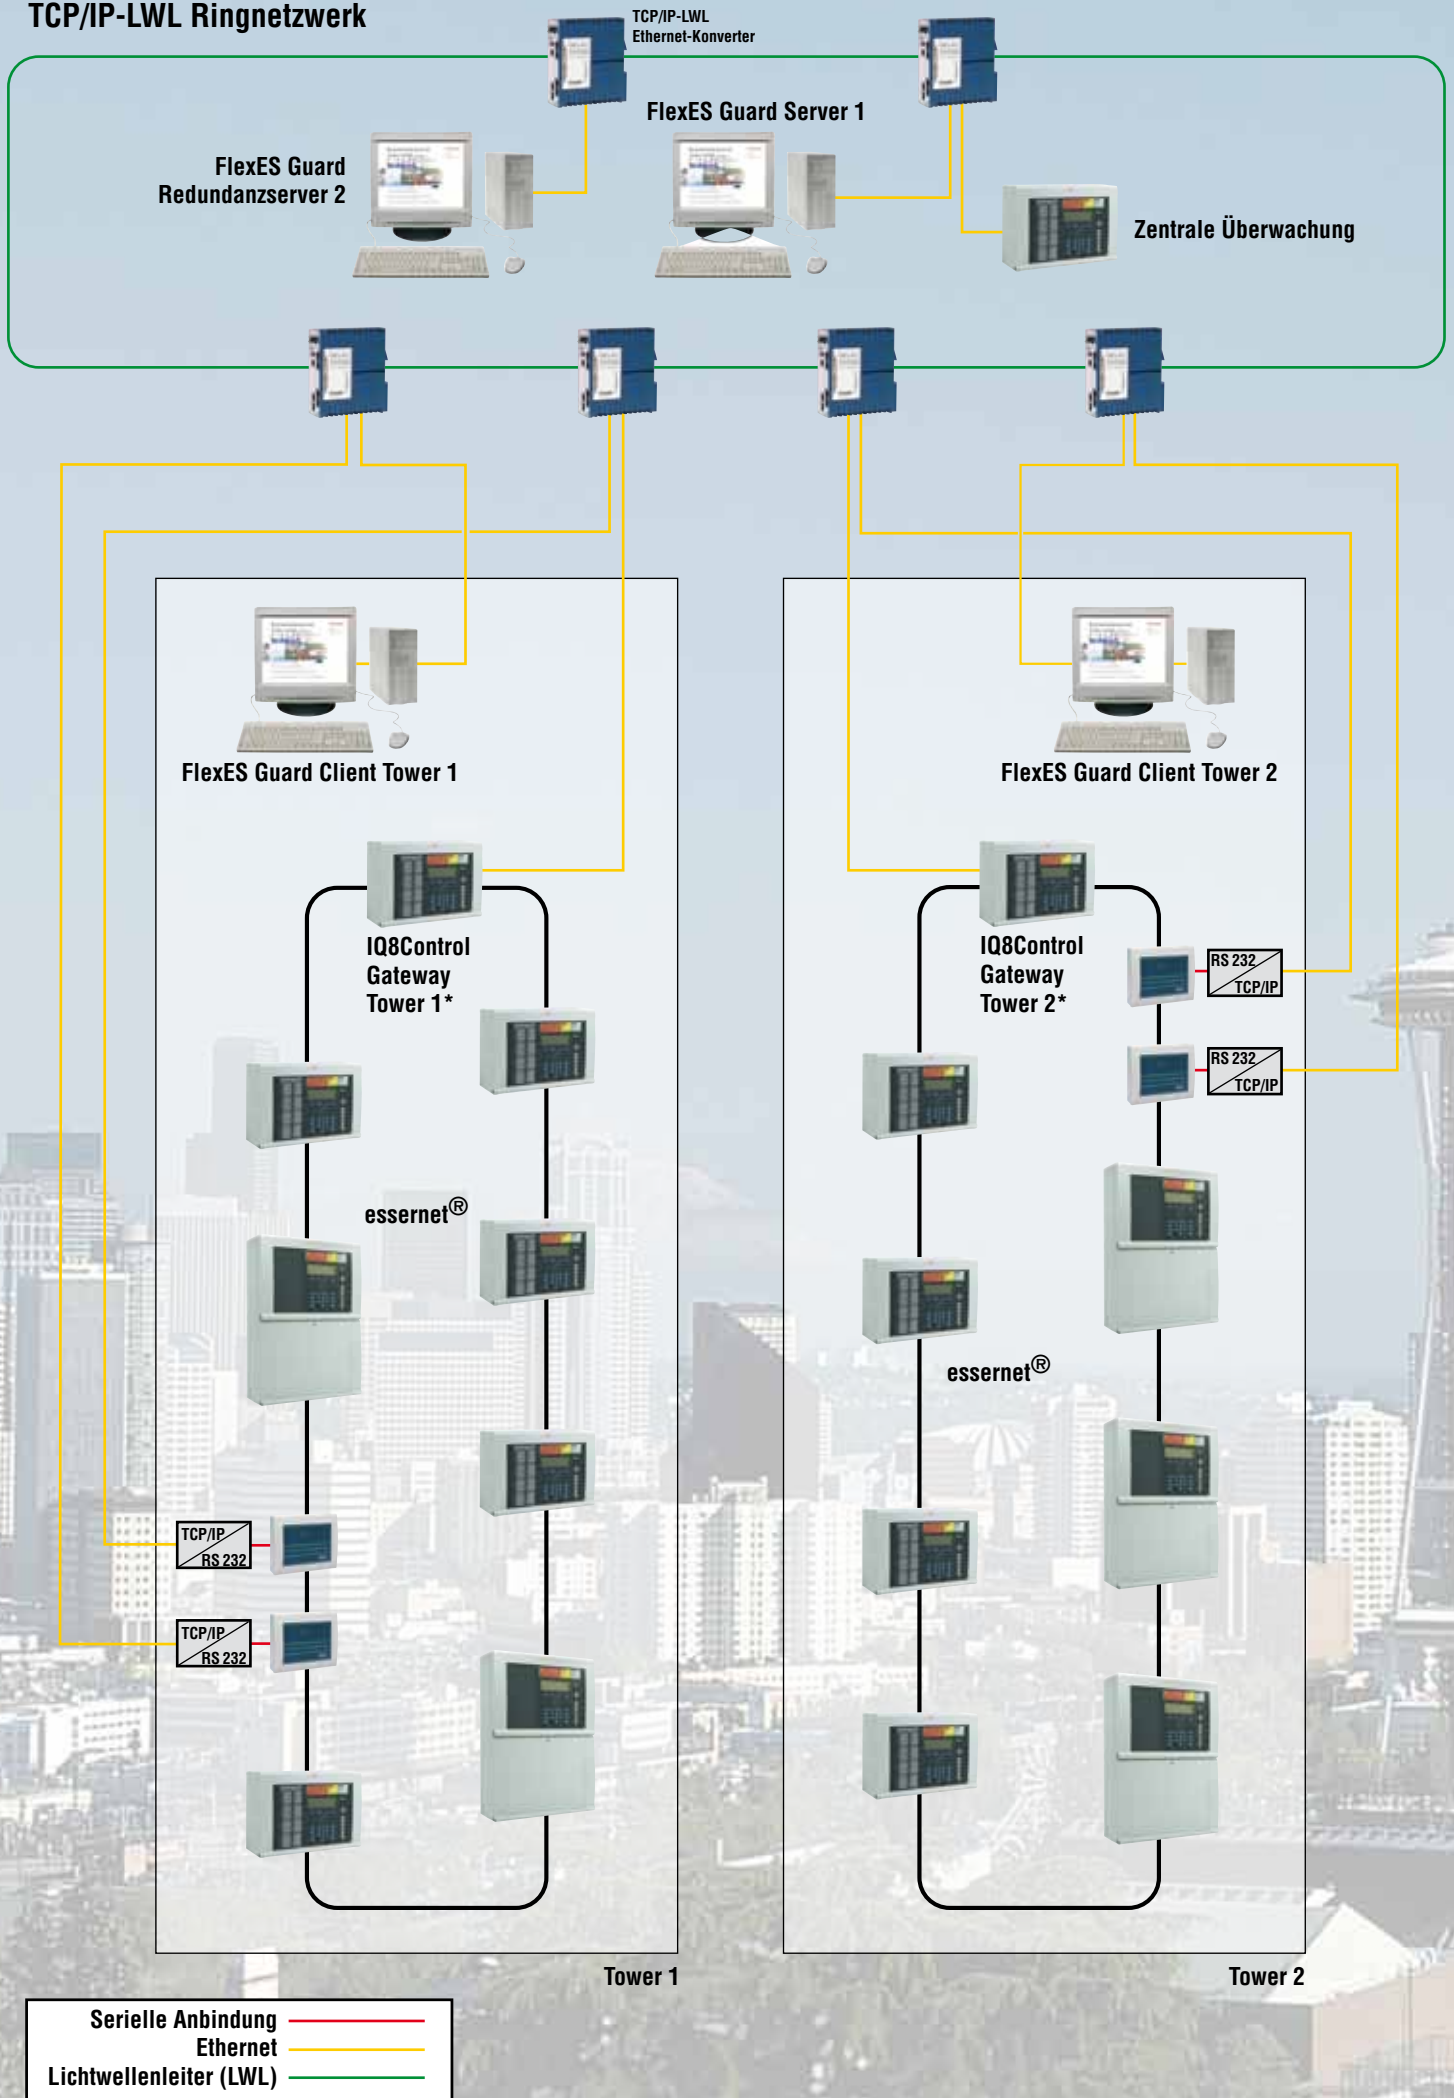 TCP/IP-LWL Ringnetzwerk
TCP/IP-LWL
Ethernet-Konverter
FlexES Guard Server 1
FlexES Guard
Redundanzserver 2
Zentrale Überwachung
FlexES Guard Client Tower 1
FlexES Guard Client Tower 2
IQ8Control
Gateway
Tower 1*
IQ8Control
Gateway
Tower 2*
RS 232
TCP/IP
RS 232
TCP/IP
essernet®
essernet®
TCP/IP
RS 232
TCP/IP
RS 232
Tower 1
Tower 2
Serielle Anbindung
Ethernet
Lichtwellenleiter (LWL)